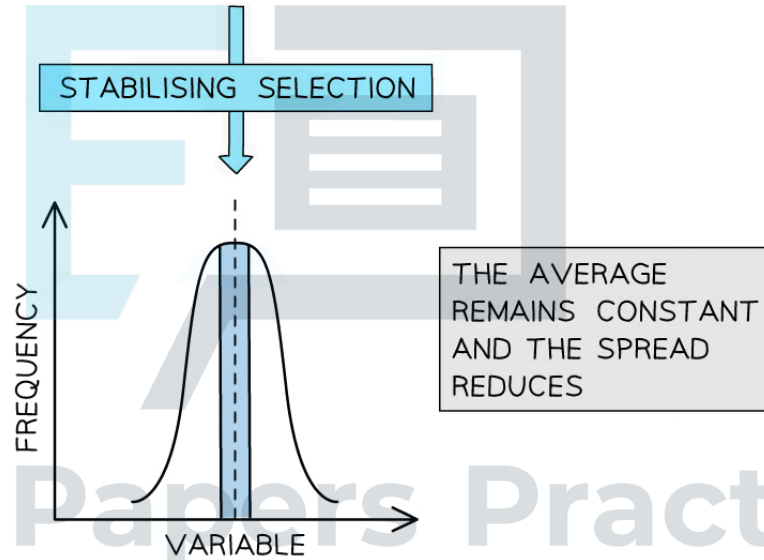 STABILISING SELECTION
FREQUENCY
THE AVERAGE
REMAINS CONSTANT
AND THE SPREAD
REDUCES
VARIABLE
Papers Pract